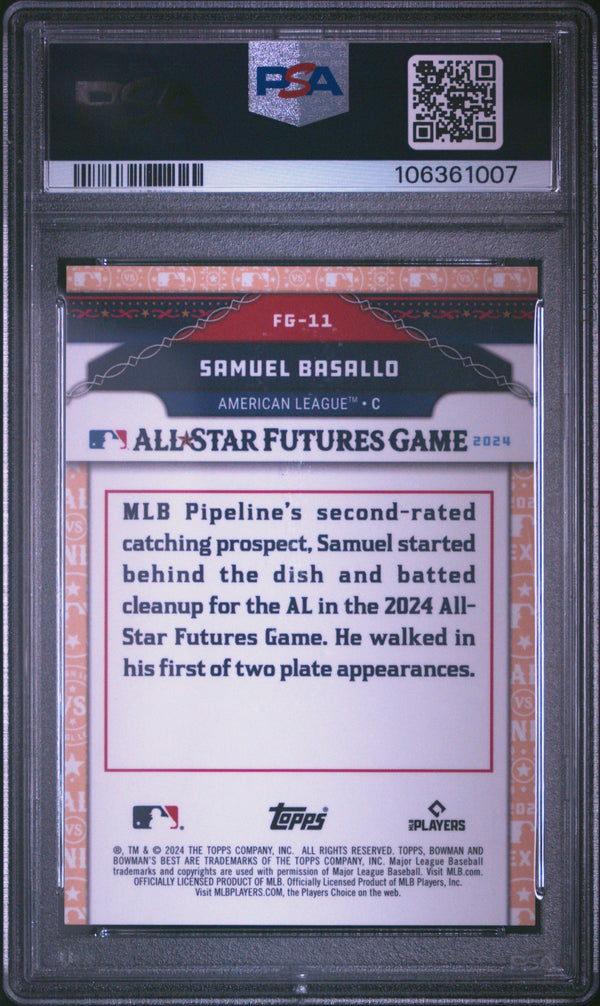 PSA
106361007
FG-11
SAMUEL BASALLO
AMERICAN LEAGUE™ • C
ALL★STAR FUTURES GAME 2024
MLB Pipeline's second-rated
catching prospect, Samuel started
behind the dish and batted
cleanup for the AL in the 2024 All-
Star Futures Game. He walked in
his first of two plate appearances.
topps
MLB PLAYERS
®, TM & © 2024 THE TOPPS COMPANY, INC. ALL RIGHTS RESERVED. TOPPS, BOWMAN AND
BOWMAN'S BEST ARE TRADEMARKS OF THE TOPPS COMPANY, INC. Major League Baseball
trademarks and copyrights are used with permission of Major League Baseball. Visit MLB.com.
OFFICIALLY LICENSED PRODUCT OF MLB. Officially Licensed Product of MLB Players, Inc.
Visit MLBPLAYERS.COM, the Players Choice on the web.